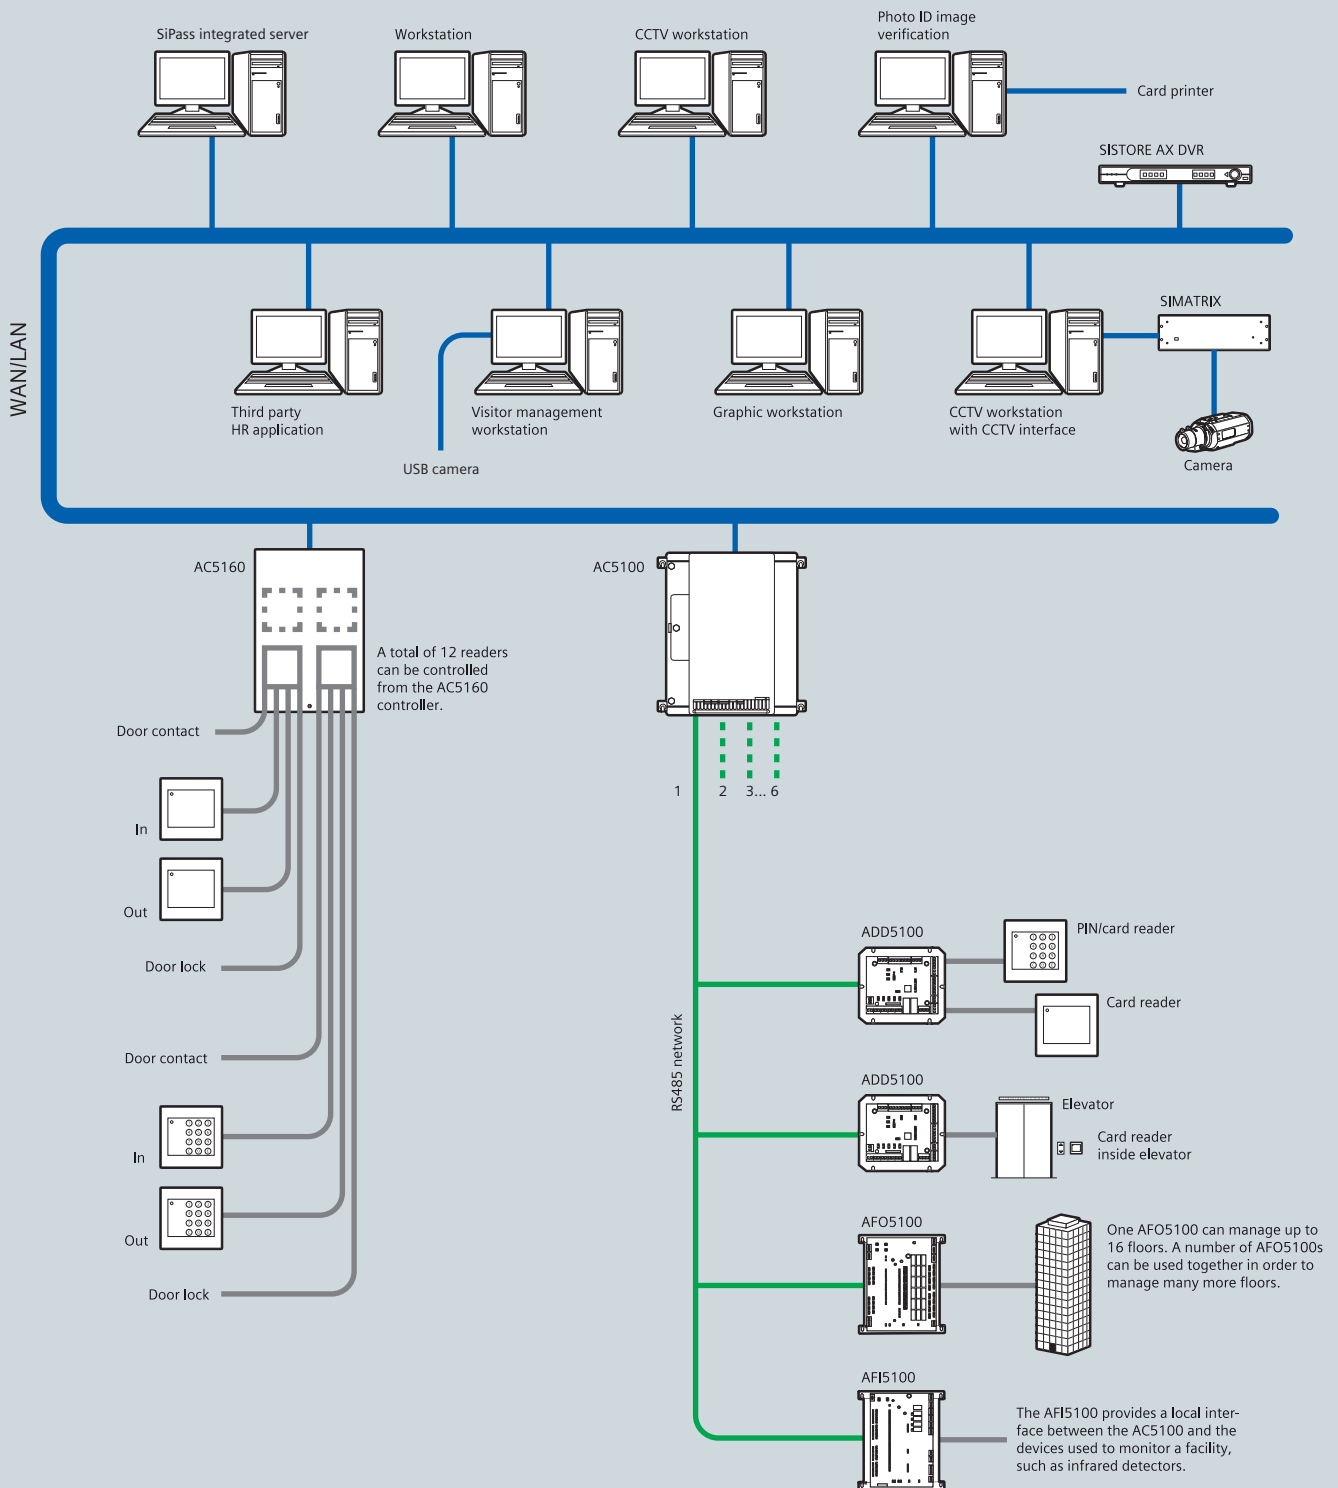 SiPass integrated server
Workstation
CCTV workstation
Photo ID image
verification
Card printer
SISTORE AX DVR
WAN/LAN
SIMATRIX
Third party
HR application
Visitor management
workstation
Graphic workstation
CCTV workstation
with CCTV interface
USB camera
Camera
AC5160
AC5100
A total of 12 readers
can be controlled
from the AC5160
controller.
Door contact
1
2
3... 6
In
Out
Door lock
Door contact
In
Out
Door lock
RS485 network
ADD5100
PIN/card reader
Card reader
ADD5100
Elevator
Card reader
inside elevator
AFO5100
One AFO5100 can manage up to
16 floors. A number of AFO5100s
can be used together in order to
manage many more floors.
AFI5100
The AFI5100 provides a local inter-
face between the AC5100 and the
devices used to monitor a facility,
such as infrared detectors.